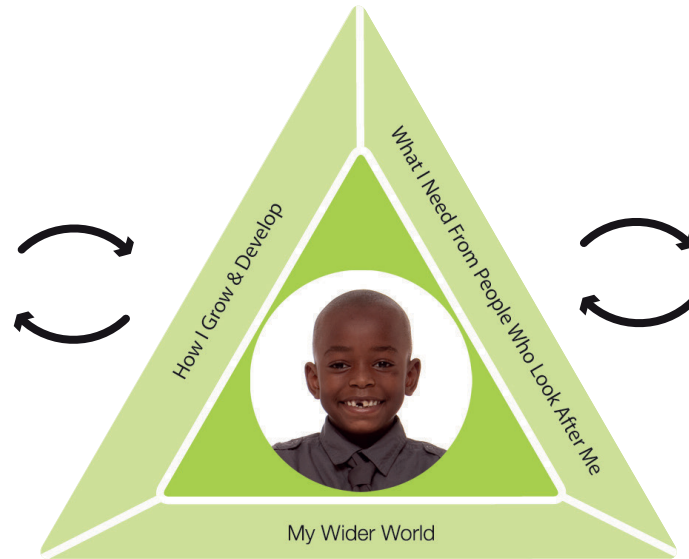 How I Grow & Develop
What I Need From People Who Look After Me
My Wider World